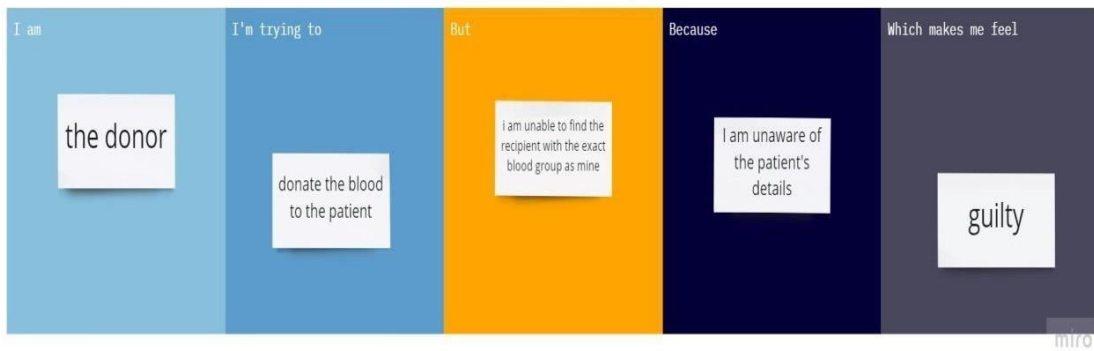 I am
the donor
I'm trying to
donate the blood
to the patient
But
i am unable to find the
recipient with the exact
blood group as mine
Because
I am unaware of
the patient's
details
Which makes me feel
guilty
miro